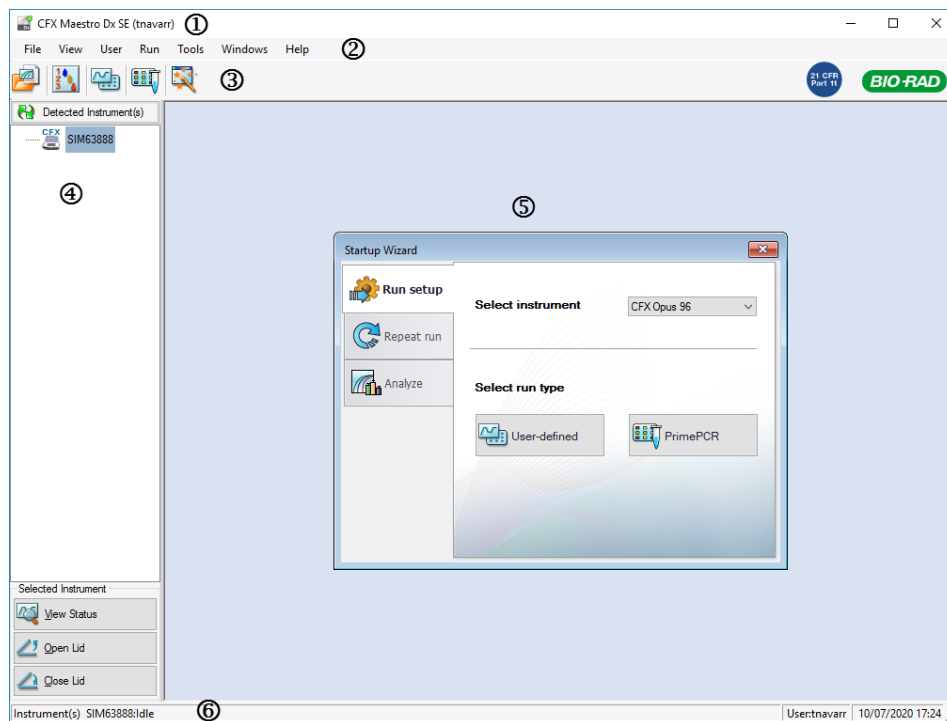 CFX Maestro Dx SE (tnavarr) ①
File View User Run Tools Windows Help ②
③
21 CFR
Part 11
BIO-RAD
Detected Instrument(s)
CFX
SIM63888
④
⑤
Startup Wizard
Run setup
Repeat run
Analyze
Select instrument CFX Opus 96
Select run type
User-defined PrimePCR
Selected Instrument
View Status
Open Lid
Close Lid
Instrument(s) SIM63888:Idle ⑥ User:tnavarr 10/07/2020 17:24